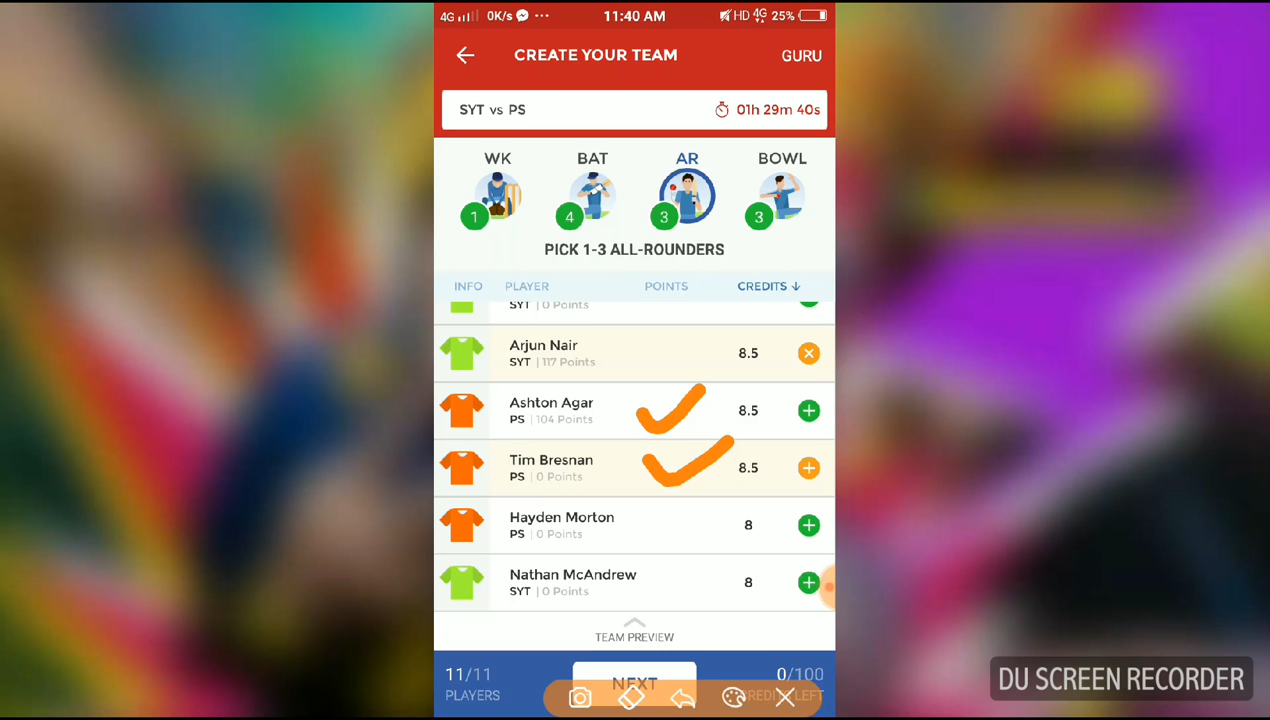 4G 0K/s ... 11:40 AM HD 4G 25%
CREATE YOUR TEAM GURU
SYT vs PS 01h 29m 40s
WK BAT AR BOWL
1 4 3 3
PICK 1-3 ALL-ROUNDERS
INFO PLAYER POINTS CREDITS ↓
SYT | 0 Points
Arjun Nair 8.5
SYT | 117 Points
Ashton Agar 8.5
PS | 104 Points
Tim Bresnan 8.5
PS | 0 Points
Hayden Morton 8
PS | 0 Points
Nathan McAndrew 8
SYT | 0 Points
TEAM PREVIEW
11/11 NEXT 0/100
PLAYERS LEFT
DU SCREEN RECORDER